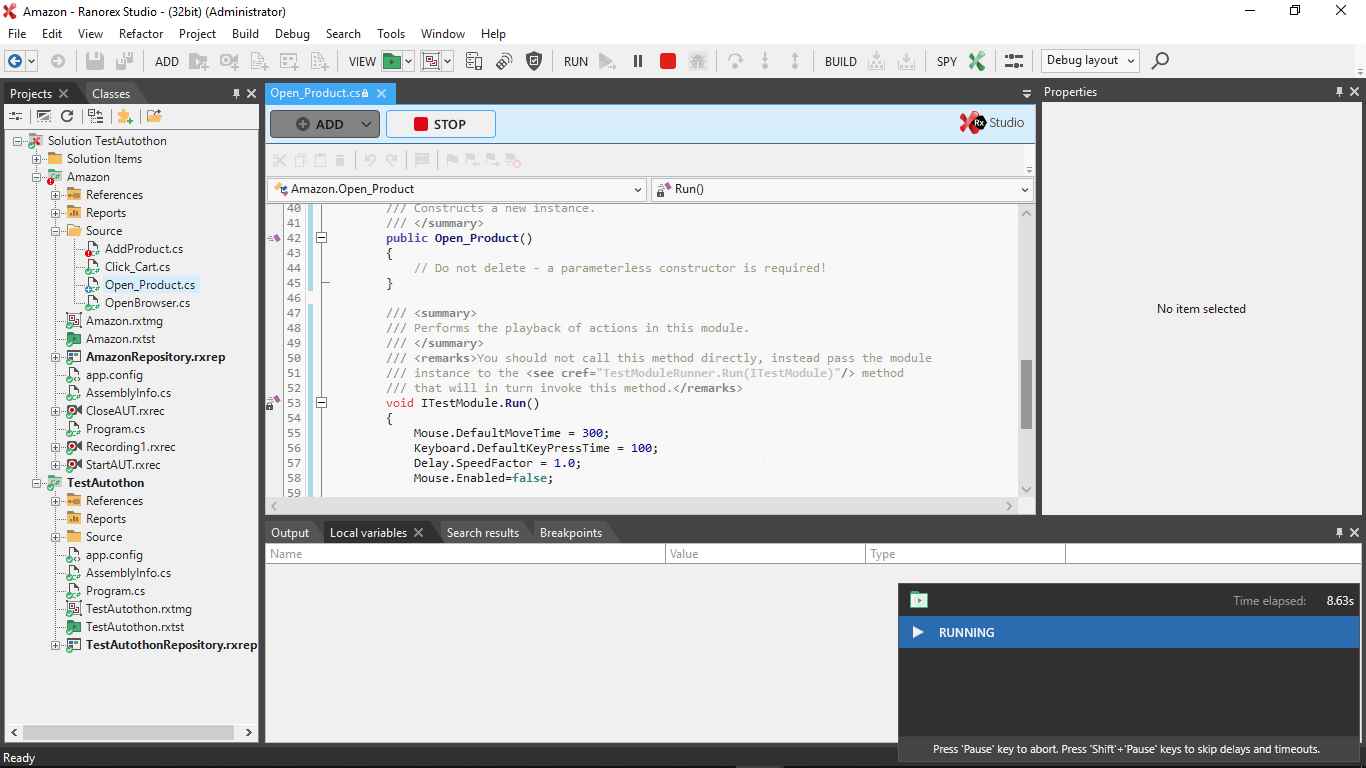 Amazon - Ranorex Studio - (32bit) (Administrator)
File Edit View Refactor Project Build Debug Search Tools Window Help
ADD VIEW RUN BUILD SPY Debug layout
Projects Classes
Solution TestAutothon
Solution Items
Amazon
References
Reports
Source
AddProduct.cs
Click_Cart.cs
Open_Product.cs
OpenBrowser.cs
Amazon.rxtmg
Amazon.rxtst
AmazonRepository.rxrep
app.config
AssemblyInfo.cs
CloseAUT.rxrec
Program.cs
Recording1.rxrec
StartAUT.rxrec
TestAutothon
References
Reports
Source
app.config
AssemblyInfo.cs
Program.cs
TestAutothon.rxtmg
TestAutothon.rxtst
TestAutothonRepository.rxrep
Open_Product.cs
ADD STOP Rx Studio
Amazon.Open_Product Run()
40 /// Constructs a new instance.
41 /// </summary>
42 public Open_Product()
43 {
44 // Do not delete - a parameterless constructor is required!
45 }
46
47 /// <summary>
48 /// Performs the playback of actions in this module.
49 /// </summary>
50 /// <remarks>You should not call this method directly, instead pass the module
51 /// instance to the <see cref="TestModuleRunner.Run(ITestModule)"/> method
52 /// that will in turn invoke this method.</remarks>
53 void ITestModule.Run()
54 {
55 Mouse.DefaultMoveTime = 300;
56 Keyboard.DefaultKeyPressTime = 100;
57 Delay.SpeedFactor = 1.0;
58 Mouse.Enabled=false;
59
Properties
No item selected
Output Local variables Search results Breakpoints
Name Value Type
Time elapsed: 8.63s
RUNNING
Press 'Pause' key to abort. Press 'Shift'+'Pause' keys to skip delays and timeouts.
Ready